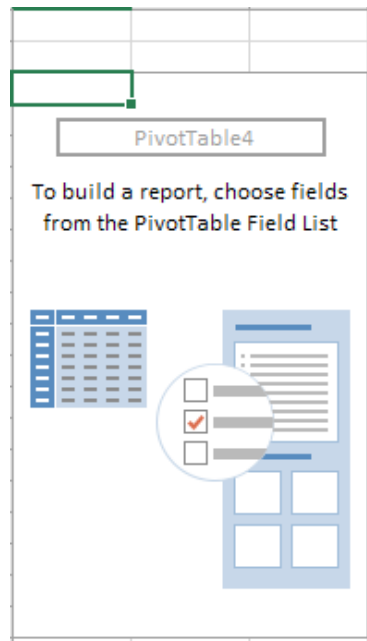 PivotTable4
To build a report, choose fields
from the PivotTable Field List